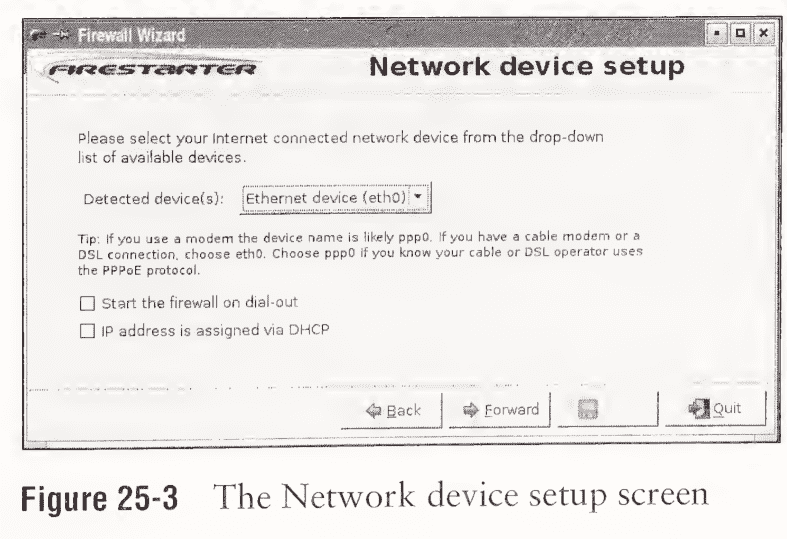 Firewall Wizard
FIRESTARTER
Network device setup
Please select your Internet connected network device from the drop-down
list of available devices.
Detected device(s): Ethernet device (eth0)
Tip: If you use a modem the device name is likely ppp0. If you have a cable modem or a
DSL connection, choose eth0. Choose ppp0 if you know your cable or DSL operator uses
the PPPoE protocol.
Start the firewall on dial-out
IP address is assigned via DHCP
Back Forward Quit
Figure 25-3 The Network device setup screen